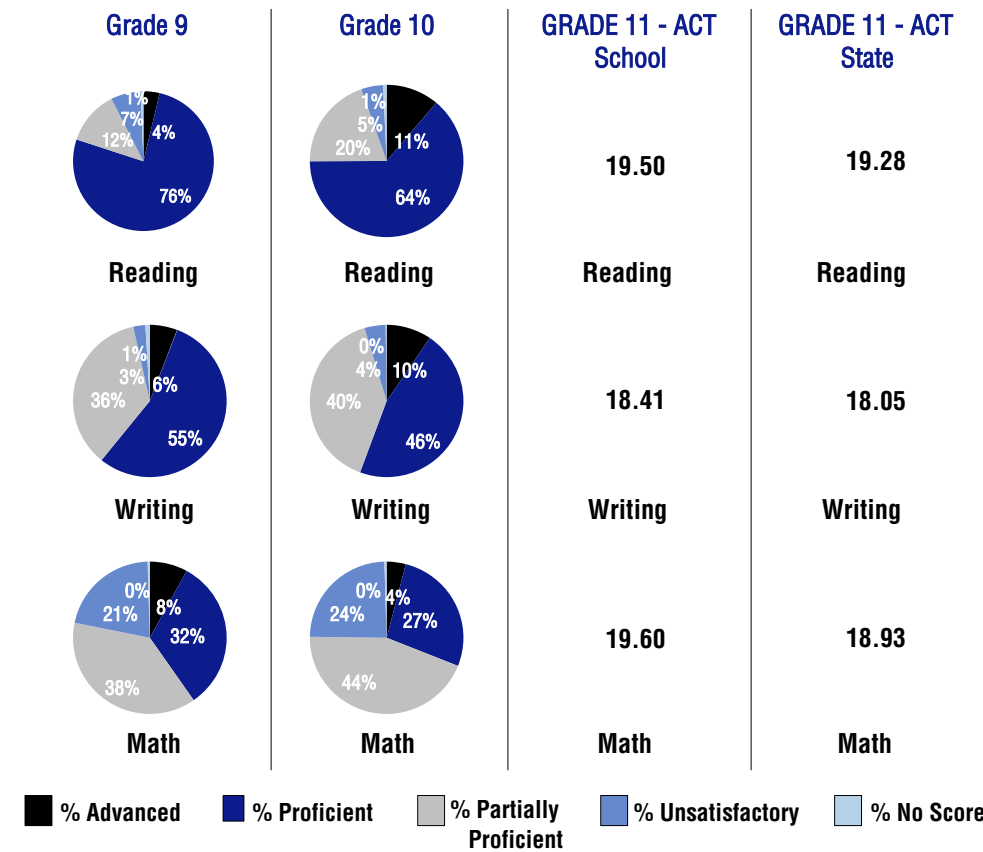 Grade 9
Grade 10
GRADE 11 - ACT
School
GRADE 11 - ACT
State
1%
7%
4%
12%
76%
1%
5%
11%
20%
64%
19.50
19.28
Reading
Reading
Reading
Reading
1%
3%
6%
36%
55%
0%
4%
10%
40%
46%
18.41
18.05
Writing
Writing
Writing
Writing
0%
21%
8%
32%
38%
0%
24%
4%
27%
44%
19.60
18.93
Math
Math
Math
Math
% Advanced
% Proficient
% Partially
Proficient
% Unsatisfactory
% No Score